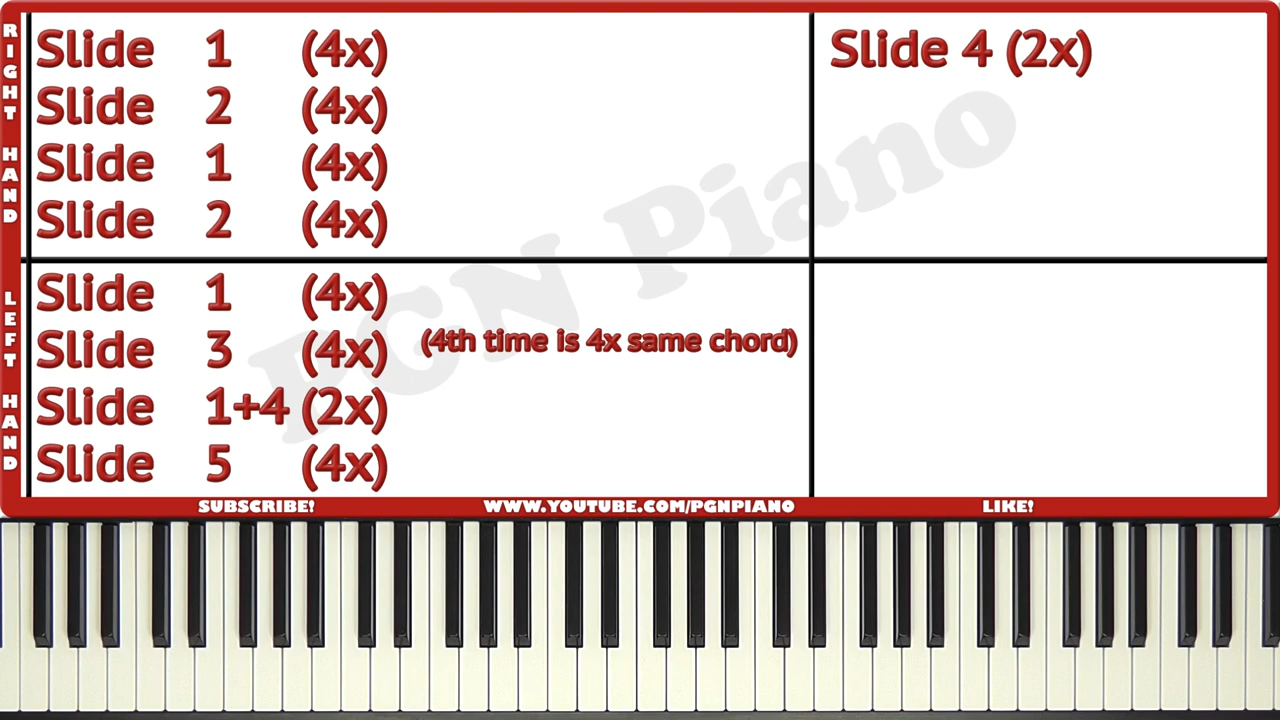 RIGHT HAND
LEFT HAND
Slide 1 (4x)
Slide 2 (4x)
Slide 1 (4x)
Slide 2 (4x)
Slide 1 (4x)
Slide 3 (4x) (4th time is 4x same chord)
Slide 1+4 (2x)
Slide 5 (4x)
Slide 4 (2x)
PGN Piano
SUBSCRIBE! WWW.YOUTUBE.COM/PGNPIANO LIKE!